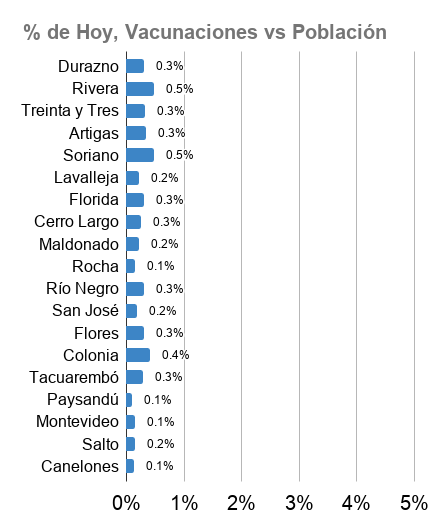 % de Hoy, Vacunaciones vs Población
Durazno 0.3%
Rivera 0.5%
Treinta y Tres 0.3%
Artigas 0.3%
Soriano 0.5%
Lavalleja 0.2%
Florida 0.3%
Cerro Largo 0.3%
Maldonado 0.2%
Rocha 0.1%
Río Negro 0.3%
San José 0.2%
Flores 0.3%
Colonia 0.4%
Tacuarembó 0.3%
Paysandú 0.1%
Montevideo 0.1%
Salto 0.2%
Canelones 0.1%
0% 1% 2% 3% 4% 5%